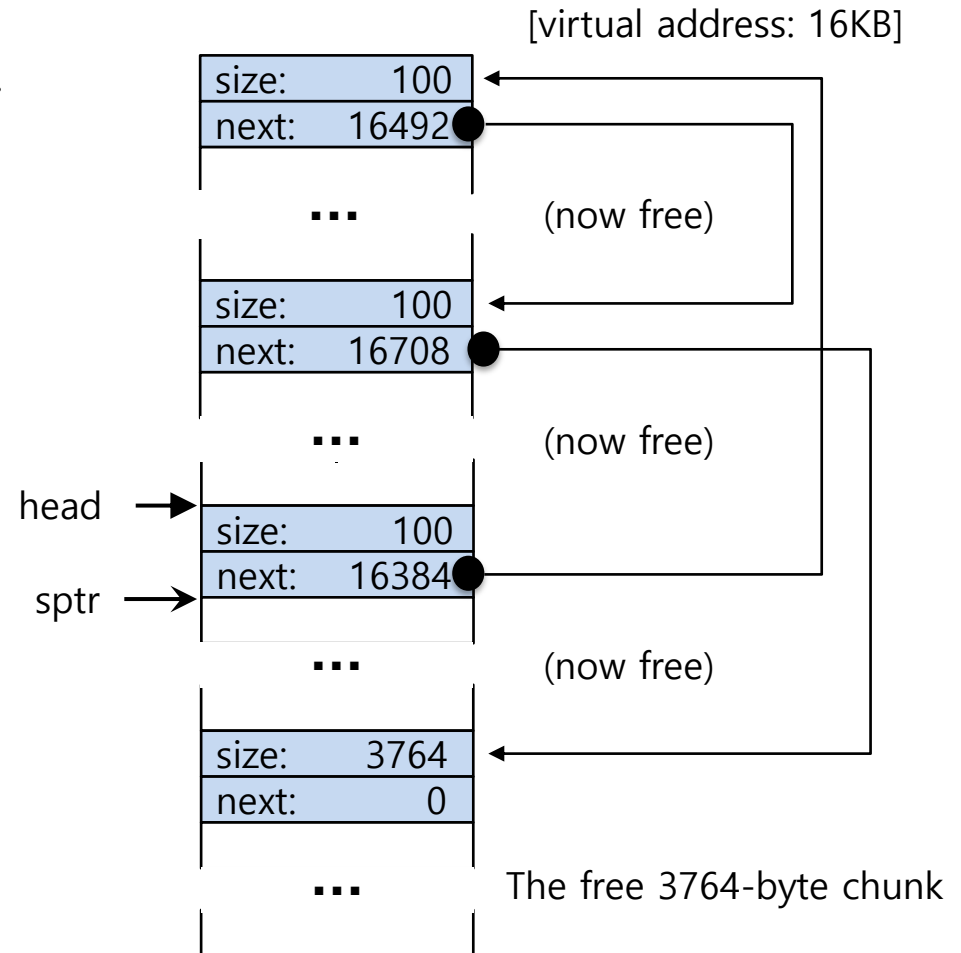 [virtual address: 16KB]
size: 100
next: 16492
...
(now free)
size: 100
next: 16708
...
(now free)
head
size: 100
next: 16384
sptr
...
(now free)
size: 3764
next: 0
...
The free 3764-byte chunk